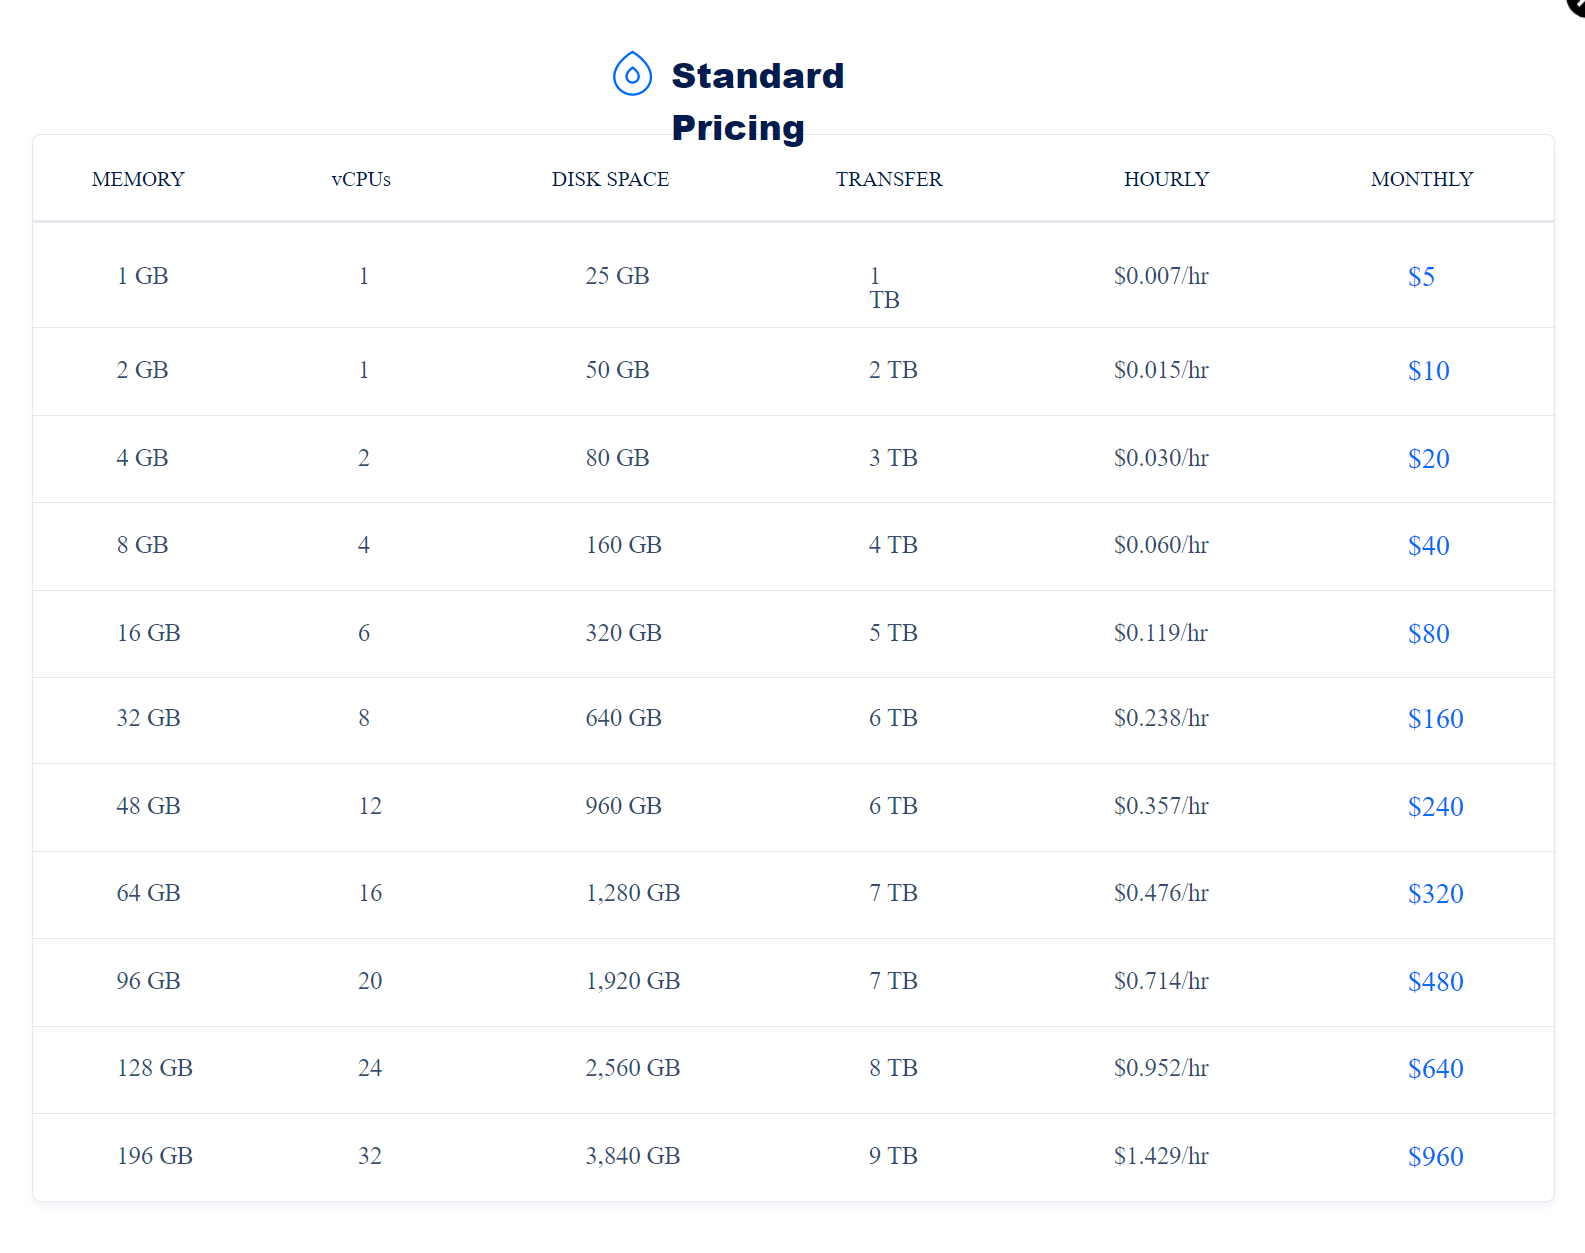 Standard
Pricing
MEMORY vCPUs DISK SPACE TRANSFER HOURLY MONTHLY
1 GB 1 25 GB 1 $0.007/hr $5
TB
2 GB 1 50 GB 2 TB $0.015/hr $10
4 GB 2 80 GB 3 TB $0.030/hr $20
8 GB 4 160 GB 4 TB $0.060/hr $40
16 GB 6 320 GB 5 TB $0.119/hr $80
32 GB 8 640 GB 6 TB $0.238/hr $160
48 GB 12 960 GB 6 TB $0.357/hr $240
64 GB 16 1,280 GB 7 TB $0.476/hr $320
96 GB 20 1,920 GB 7 TB $0.714/hr $480
128 GB 24 2,560 GB 8 TB $0.952/hr $640
196 GB 32 3,840 GB 9 TB $1.429/hr $960